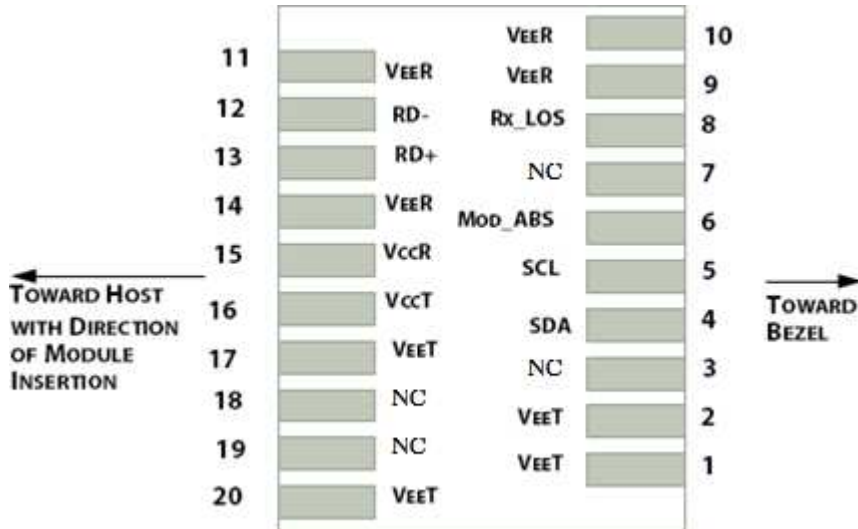 11 VEER
12 RD-
13 RD+
14 VEER
15 VCCR
16 VCCT
17 VEET
18 NC
19 NC
20 VEET
VEER 10
VEER 9
RX_LOS 8
NC 7
MOD_ABS 6
SCL 5
SDA 4
NC 3
VEET 2
VEET 1
TOWARD HOST
WITH DIRECTION
OF MODULE
INSERTION
TOWARD
BEZEL